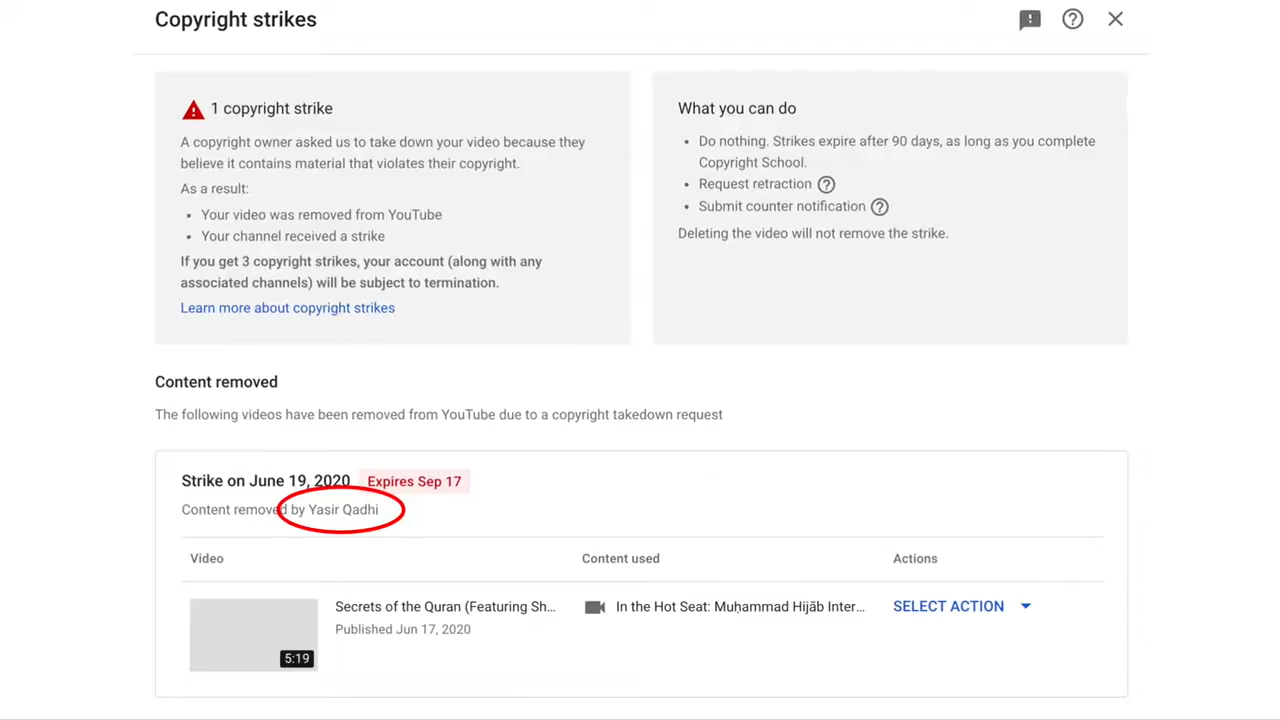 Copyright strikes
1 copyright strike
A copyright owner asked us to take down your video because they
believe it contains material that violates their copyright.
As a result:
• Your video was removed from YouTube
• Your channel received a strike
If you get 3 copyright strikes, your account (along with any
associated channels) will be subject to termination.
Learn more about copyright strikes
What you can do
• Do nothing. Strikes expire after 90 days, as long as you complete
Copyright School.
• Request retraction
• Submit counter notification
Deleting the video will not remove the strike.
Content removed
The following videos have been removed from YouTube due to a copyright takedown request
Strike on June 19, 2020 Expires Sep 17
Content removed by Yasir Qadhi
Video Content used Actions
Secrets of the Quran (Featuring Sh... In the Hot Seat: Muḥammad Hijāb Inter... SELECT ACTION
Published Jun 17, 2020
5:19